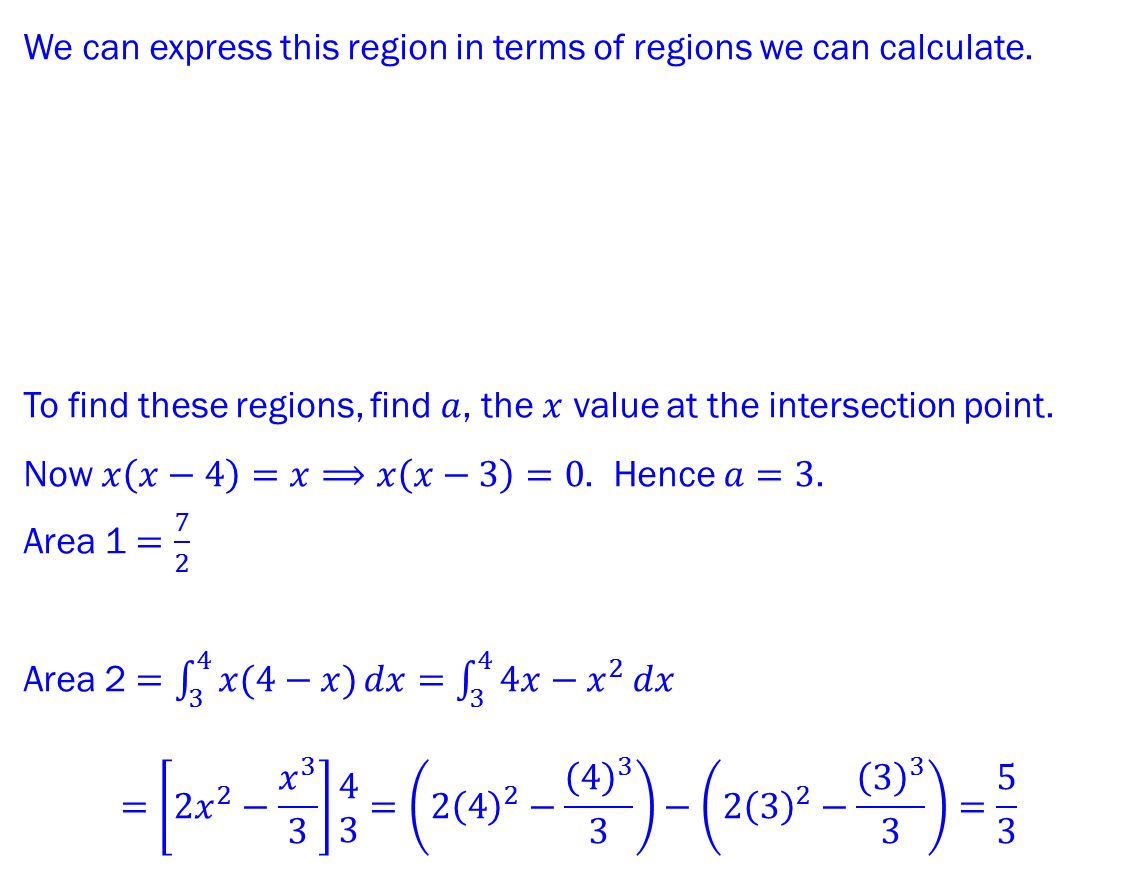 We can express this region in terms of regions we can calculate.
To find these regions, find a, the x value at the intersection point.
Now x(x − 4) = x ⟹ x(x − 3) = 0. Hence a = 3.
Area 1 = 7/2
Area 2 = ∫₃⁴ x(4 − x) dx = ∫₃⁴ 4x − x² dx
= [2x² − x³/3] 4 3 = (2(4)² − (4)³/3) − (2(3)² − (3)³/3) = 5/3